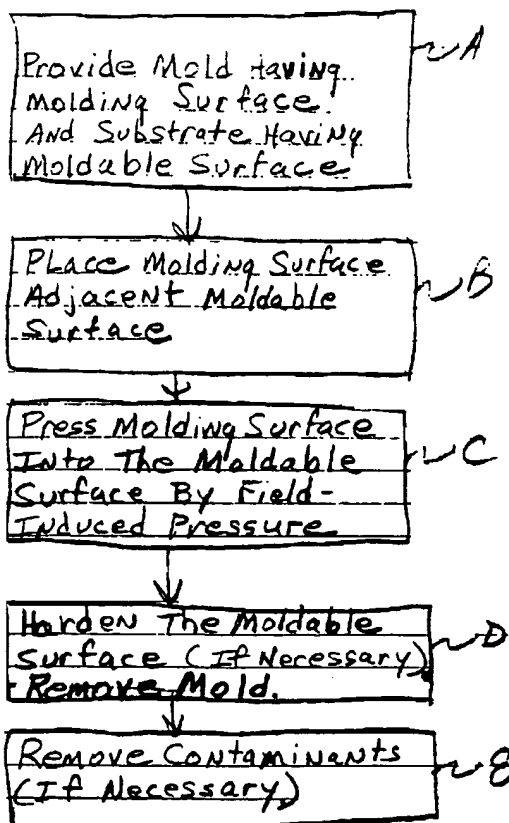 Provide Mold Having
Molding Surface
And Substrate Having
Moldable Surface
A
Place Molding Surface
Adjacent Moldable
Surface
B
Press Molding Surface
Into The Moldable
Surface By Field-
Induced Pressure
C
Harden The Moldable
Surface (If Necessary),
Remove Mold.
D
Remove Contaminants
(If Necessary)
E